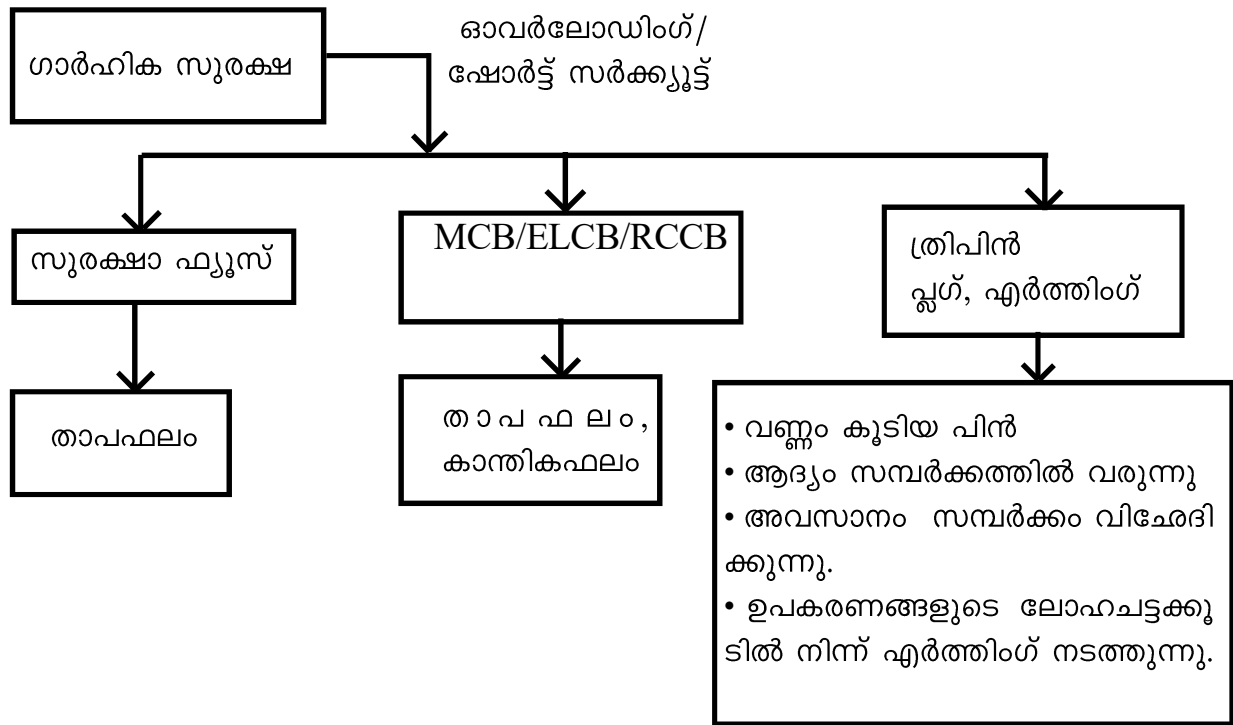 ഗാർഹിക സുരക്ഷ
ഓവർലോഡിംഗ്/
ഷോർട്ട് സർക്ക്യൂട്ട്
സുരക്ഷാ ഫ്യൂസ്
MCB/ELCB/RCCB
ത്രിപിൻ
പ്ലഗ്, എർത്തിംഗ്
താപഫലം
താപ ഫലം,
കാന്തികഫലം
• വണ്ണം കൂടിയ പിൻ
• ആദ്യം സമ്പർക്കത്തിൽ വരുന്നു
• അവസാനം സമ്പർക്കം വിഛേദി
ക്കുന്നു.
• ഉപകരണങ്ങളുടെ ലോഹചട്ടക്കൂ
ടിൽ നിന്ന് എർത്തിംഗ് നടത്തുന്നു.